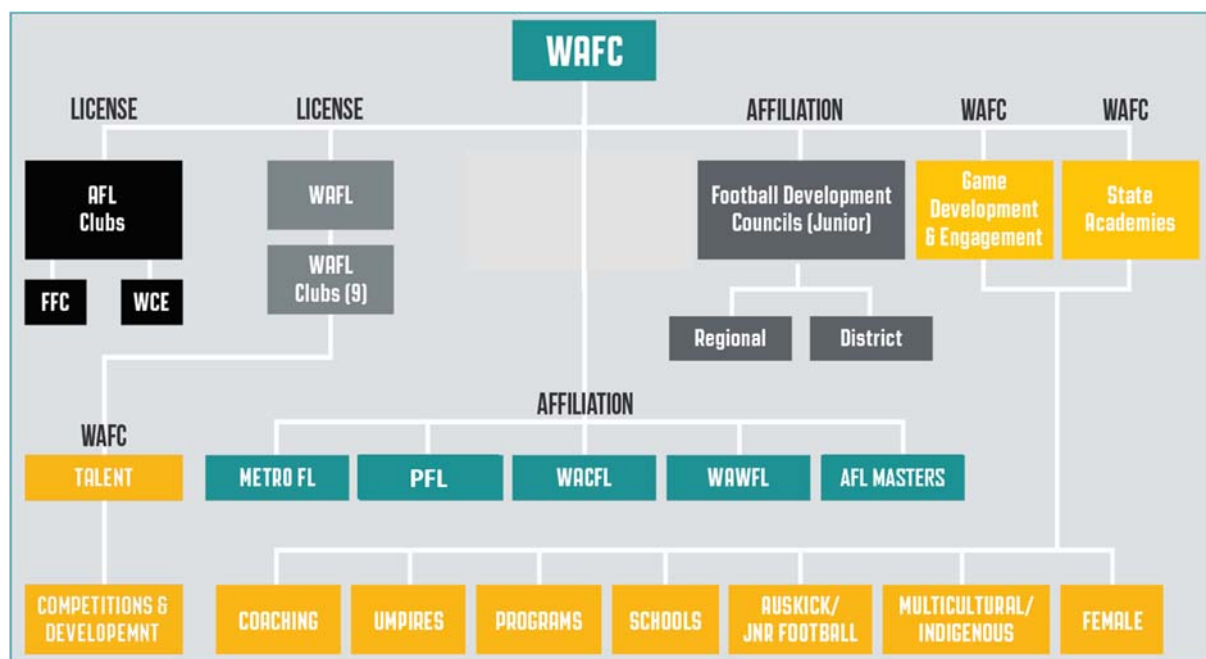 WAFC
LICENSE
LICENSE
AFFILIATION
WAFC
WAFC
AFL
Clubs
WAFL
Football Development
Councils (Junior)
Game
Development
& Engagement
State
Academies
WAFL
Clubs (9)
FFC
WCE
Regional
District
AFFILIATION
WAFC
TALENT
METRO FL
PFL
WACFL
WAWFL
AFL MASTERS
COMPETITIONS &
DEVELOPEMNT
COACHING
UMPIRES
PROGRAMS
SCHOOLS
AUSKICK/
JNR FOOTBALL
MULTICULTURAL/
INDIGENOUS
FEMALE